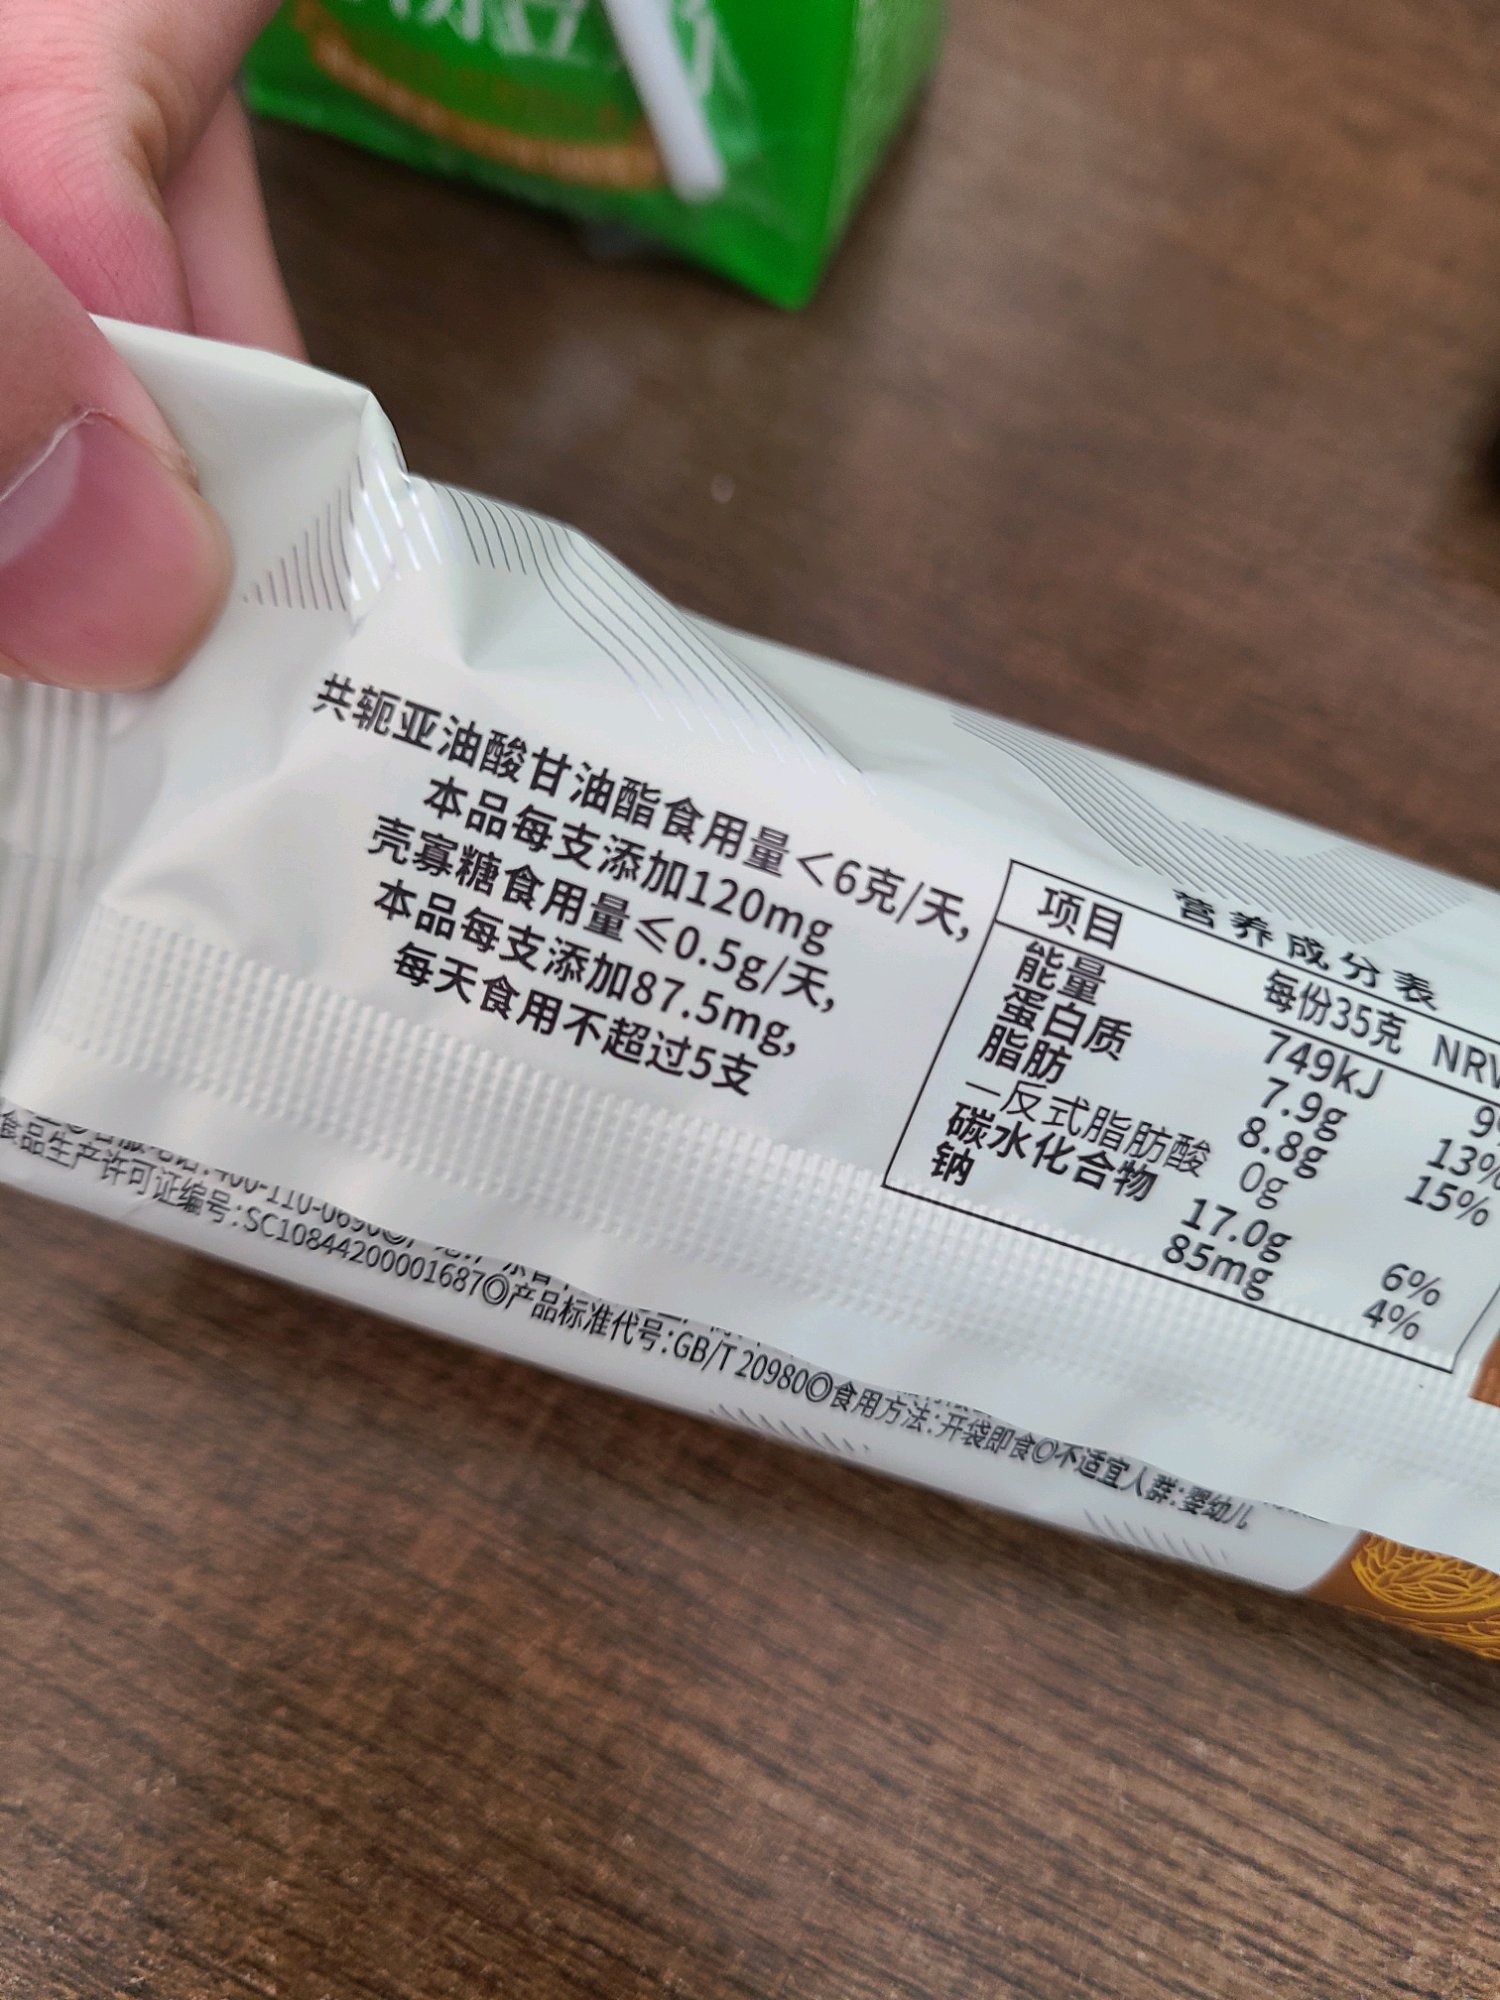 共轭亚油酸甘油酯食用量<6克/天,
本品每支添加120mg
壳寡糖食用量≤0.5g/天,
本品每支添加87.5mg,
每天食用不超过5支
营养成分表
项目 每份35克 NRV
能量 749kJ 9%
蛋白质 7.9g 13%
脂肪 8.8g 15%
—反式脂肪酸 0g
碳水化合物 17.0g 6%
钠 85mg 4%
食品生产许可证编号:SC10844200001687◎产品标准代号:GB/T 20980◎食用方法:开袋即食◎不适宜人群:婴幼儿